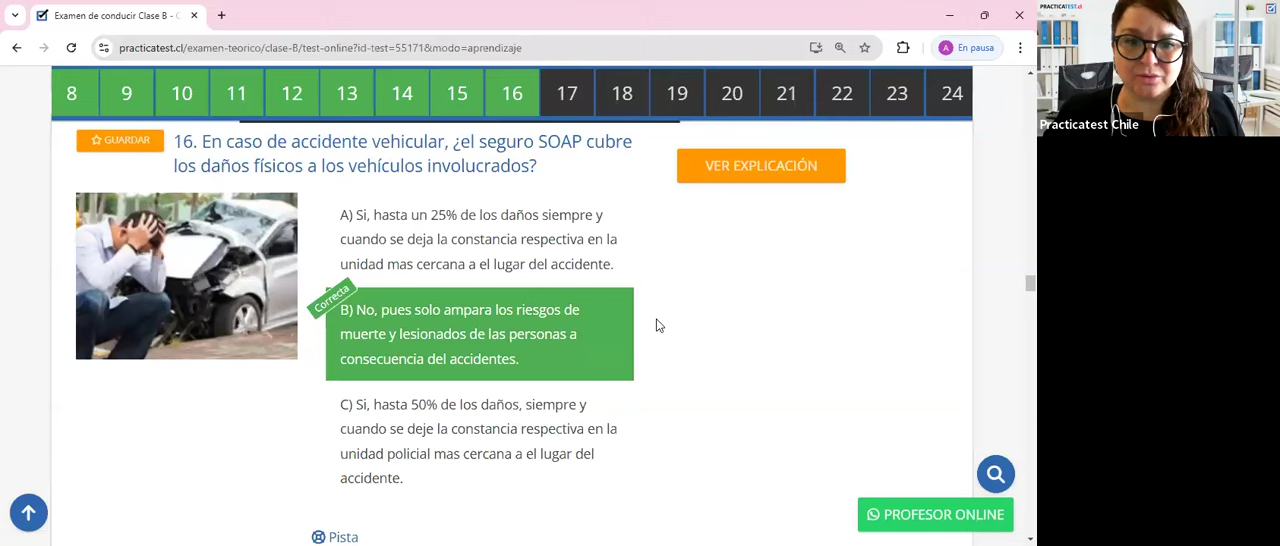 Examen de conducir Clase B - C
practicatest.cl/examen-teorico/clase-B/test-online?id-test=55171&modo=aprendizaje
A
En pausa
PRACTICATEST.CL
Practicatest Chile
8 9 10 11 12 13 14 15 16 17 18 19 20 21 22 23 24
GUARDAR
16. En caso de accidente vehicular, ¿el seguro SOAP cubre
los daños físicos a los vehículos involucrados?
VER EXPLICACIÓN
A) Si, hasta un 25% de los daños siempre y
cuando se deja la constancia respectiva en la
unidad mas cercana a el lugar del accidente.
Correcta
B) No, pues solo ampara los riesgos de
muerte y lesionados de las personas a
consecuencia del accidentes.
C) Si, hasta 50% de los daños, siempre y
cuando se deje la constancia respectiva en la
unidad policial mas cercana a el lugar del
accidente.
PROFESOR ONLINE
Pista